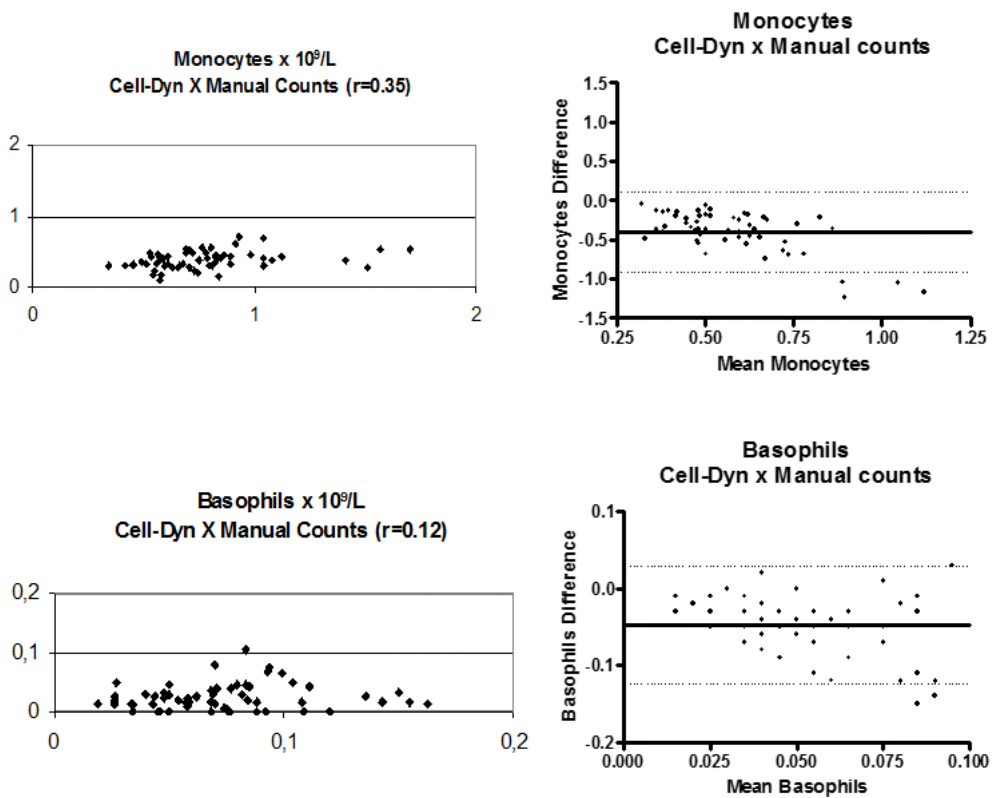 Monocytes x 10⁹/L
Cell-Dyn X Manual Counts (r=0.35)
2
1
0
0
1
2
Monocytes
Cell-Dyn x Manual counts
Monocytes Difference
1.5
1.0
0.5
0.0
-0.5
-1.0
-1.5
0.25
0.50
0.75
1.00
1.25
Mean Monocytes
Basophils x 10⁹/L
Cell-Dyn X Manual Counts (r=0.12)
0,2
0,1
0
0
0,1
0,2
Basophils
Cell-Dyn x Manual counts
Basophils Difference
0.1
0.0
-0.1
-0.2
0.000
0.025
0.050
0.075
0.100
Mean Basophils